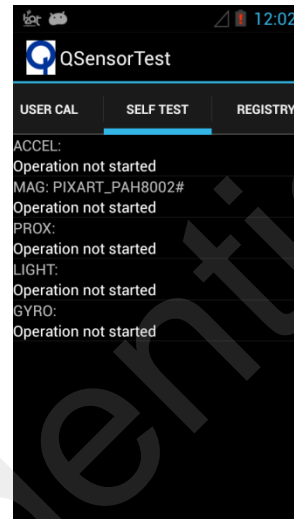 12:02
QSensorTest
USER CAL SELF TEST REGISTRY
ACCEL:
Operation not started
MAG: PIXART_PAH8002#
Operation not started
PROX:
Operation not started
LIGHT:
Operation not started
GYRO:
Operation not started
enti